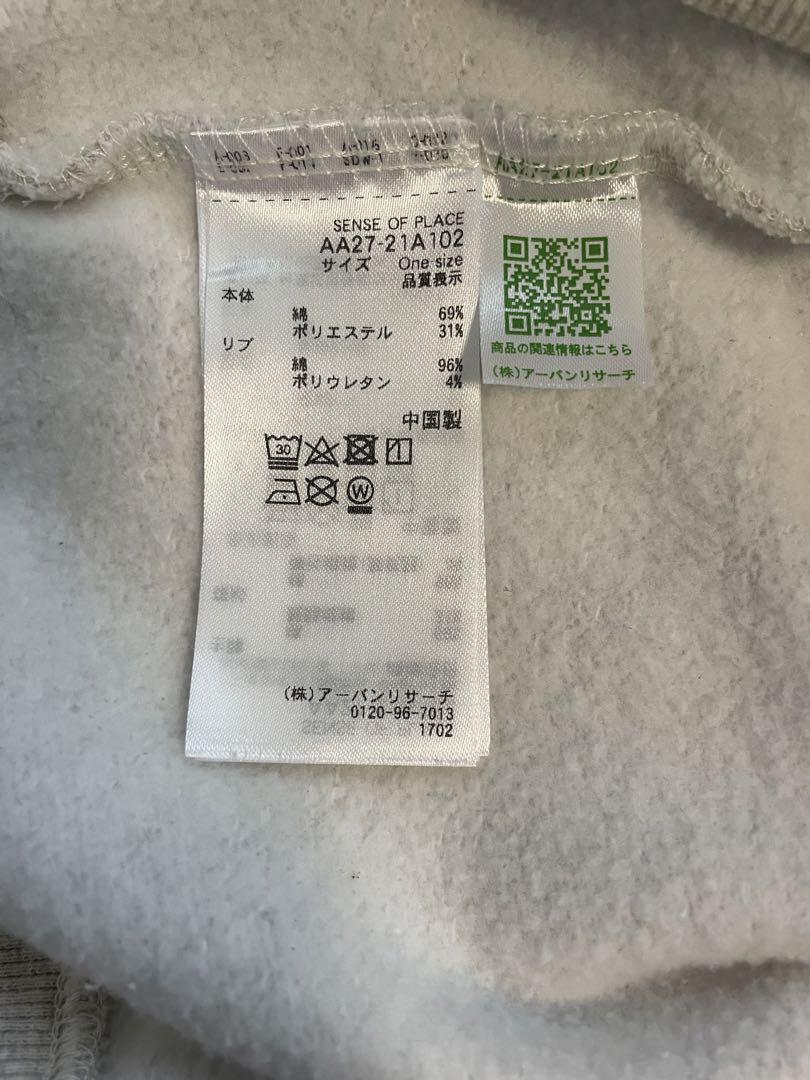 SENSE OF PLACE
AA27-21A102
サイズ One size
品質表示
本体
綿 69%
ポリエステル 31%
リブ
綿 96%
ポリウレタン 4%
中国製
30
W
(株)アーバンリサーチ
0120-96-7013
1702
商品の関連情報はこちら
(株)アーバンリサーチ